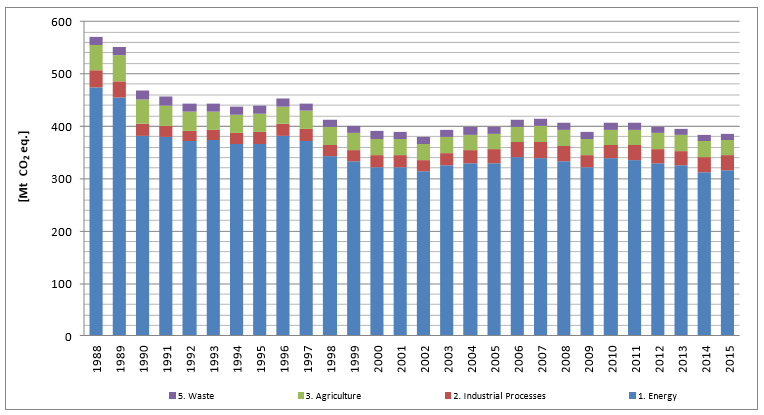 600
500
400
300
200
100
0
[Mt CO₂ eq.]
1988 1989 1990 1991 1992 1993 1994 1995 1996 1997 1998 1999 2000 2001 2002 2003 2004 2005 2006 2007 2008 2009 2010 2011 2012 2013 2014 2015
5. Waste 3. Agriculture 2. Industrial Processes 1. Energy